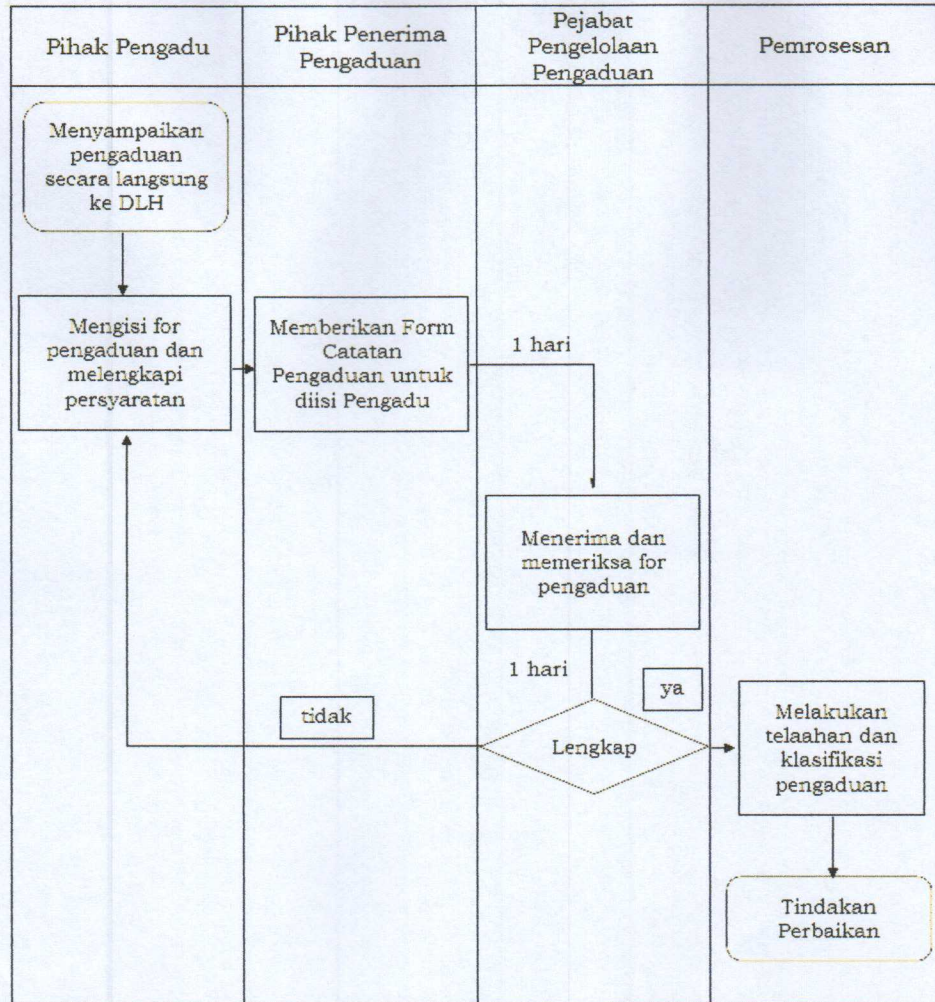 Pihak Pengadu
Pihak Penerima
Pengaduan
Pejabat
Pengelolaan
Pengaduan
Pemrosesan
Menyampaikan
pengaduan
secara langsung
ke DLH
Mengisi for
pengaduan dan
melengkapi
persyaratan
Memberikan Form
Catatan
Pengaduan untuk
diisi Pengadu
1 hari
Menerima dan
memeriksa for
pengaduan
1 hari
ya
tidak
Lengkap
Melakukan
telaahan dan
klasifikasi
pengaduan
Tindakan
Perbaikan